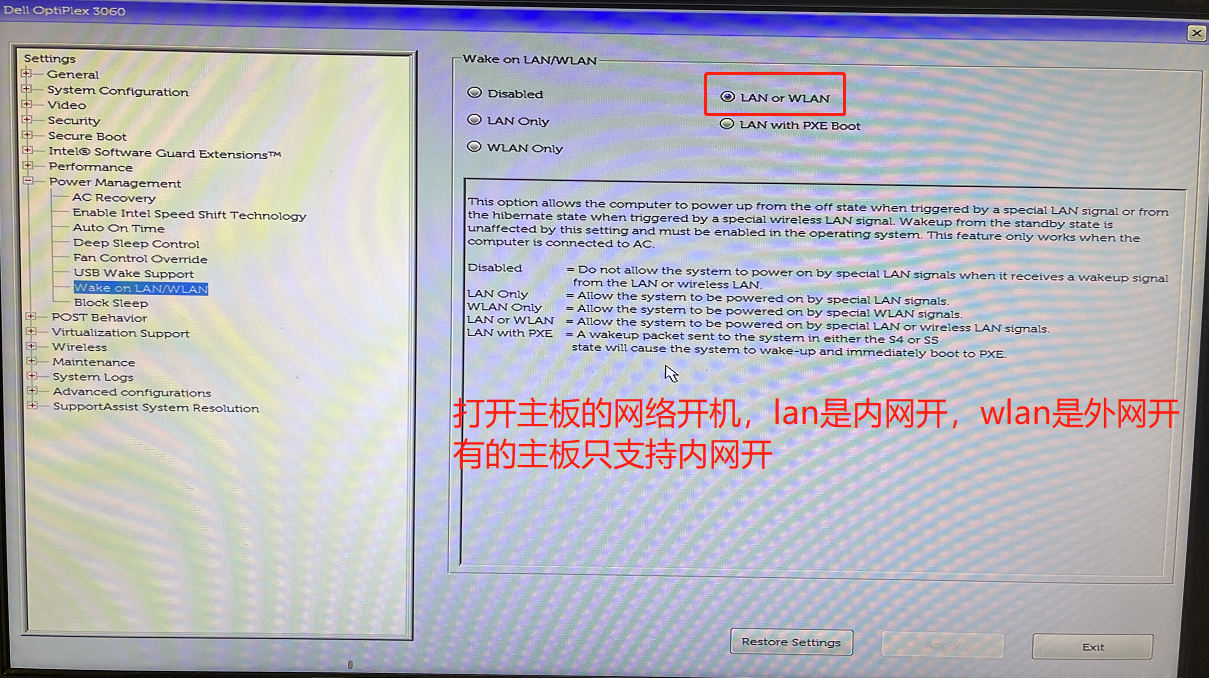 Dell OptiPlex 3060
Settings
General
System Configuration
Video
Security
Secure Boot
Intel® Software Guard Extensions™
Performance
Power Management
AC Recovery
Enable Intel Speed Shift Technology
Auto On Time
Deep Sleep Control
Fan Control Override
USB Wake Support
Wake on LAN/WLAN
Block Sleep
POST Behavior
Virtualization Support
Wireless
Maintenance
System Logs
Advanced configurations
SupportAssist System Resolution
Wake on LAN/WLAN
Disabled
LAN or WLAN
LAN Only
LAN with PXE Boot
WLAN Only
This option allows the computer to power up from the off state when triggered by a special LAN signal or from
the hibernate state when triggered by a special wireless LAN signal. Wakeup from the standby state is
unaffected by this setting and must be enabled in the operating system. This feature only works when the
computer is connected to AC.
Disabled = Do not allow the system to power on by special LAN signals when it receives a wakeup signal
from the LAN or wireless LAN.
LAN Only = Allow the system to be powered on by special LAN signals.
WLAN Only = Allow the system to be powered on by special WLAN signals.
LAN or WLAN = Allow the system to be powered on by special LAN or wireless LAN signals.
LAN with PXE = A wakeup packet sent to the system in either the S4 or S5
state will cause the system to wake-up and immediately boot to PXE.
打开主板的网络开机，lan是内网开，wlan是外网开
有的主板只支持内网开
Restore Settings
Apply
Exit